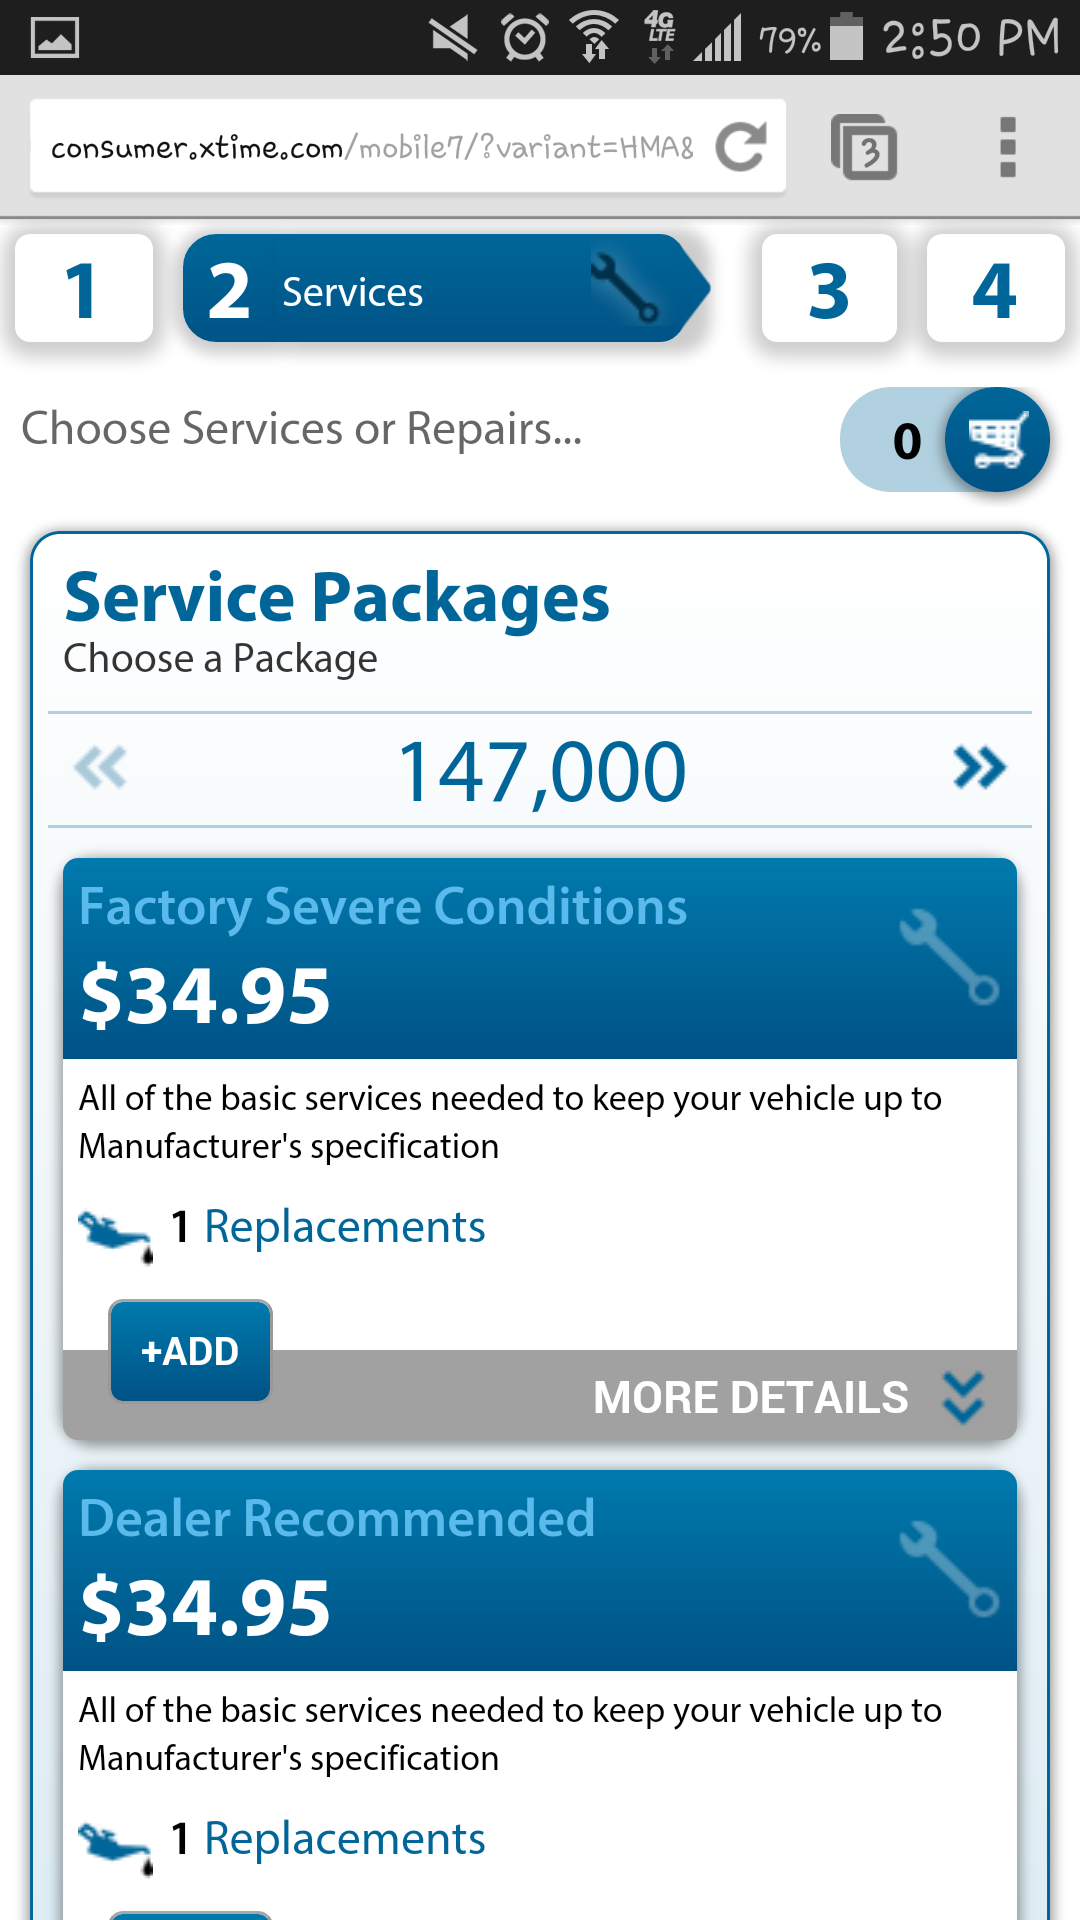 4G LTE 79% 2:50 PM
consumer.xtime.com/mobile7/?variant=HMA&
3
1 2 Services 3 4
Choose Services or Repairs... 0
Service Packages
Choose a Package
147,000
Factory Severe Conditions
$34.95
All of the basic services needed to keep your vehicle up to
Manufacturer's specification
1 Replacements
+ADD
MORE DETAILS
Dealer Recommended
$34.95
All of the basic services needed to keep your vehicle up to
Manufacturer's specification
1 Replacements